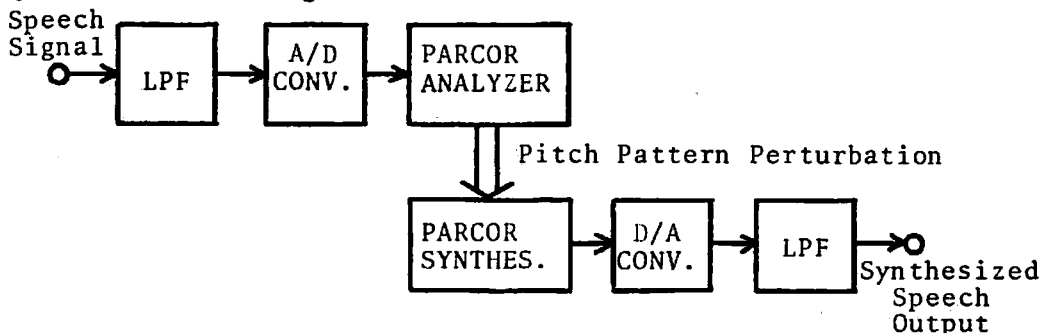 Speech
Signal
LPF
A/D
CONV.
PARCOR
ANALYZER
Pitch Pattern Perturbation
PARCOR
SYNTHES.
D/A
CONV.
LPF
Synthesized
Speech
Output